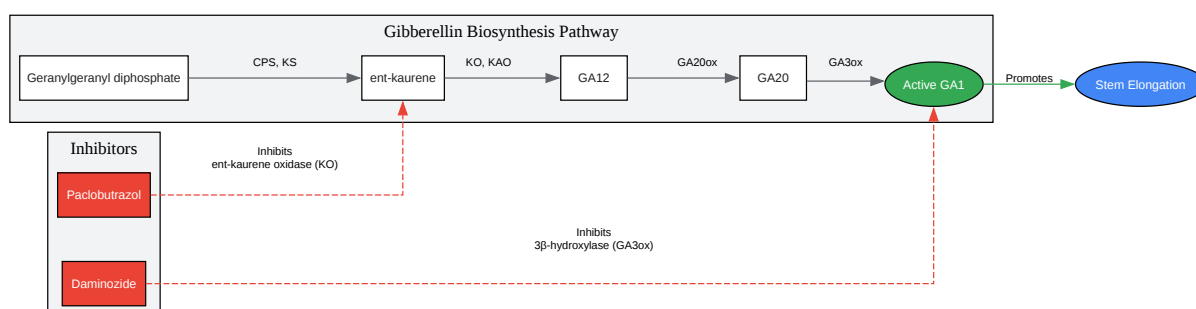 Gibberellin Biosynthesis Pathway
Geranylgeranyl diphosphate
CPS, KS
ent-kaurene
KO, KAO
GA12
GA20ox
GA20
GA3ox
Active GA1
Promotes
Stem Elongation
Inhibitors
Paclobutrazol
Inhibits
ent-kaurene oxidase (KO)
Daminozide
Inhibits
3β-hydroxylase (GA3ox)